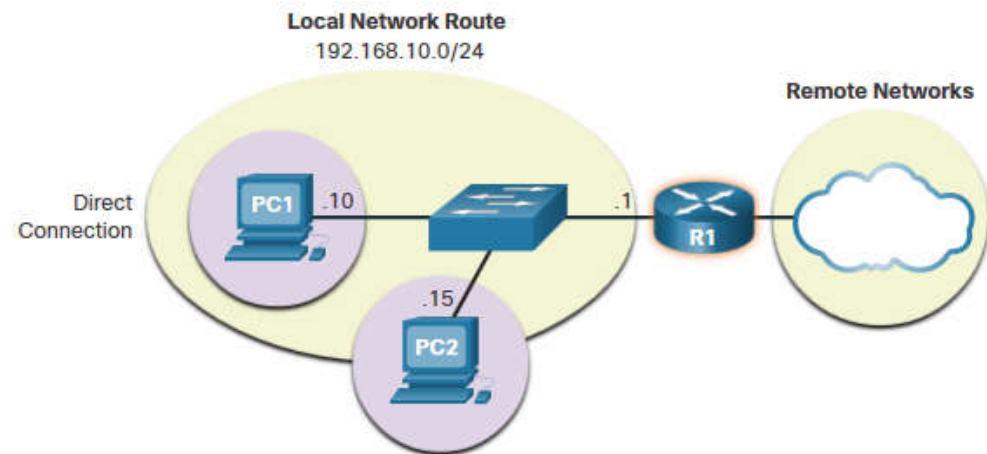 Local Network Route
192.168.10.0/24
Remote Networks
Direct
Connection
PC1
.10
.1
R1
.15
PC2